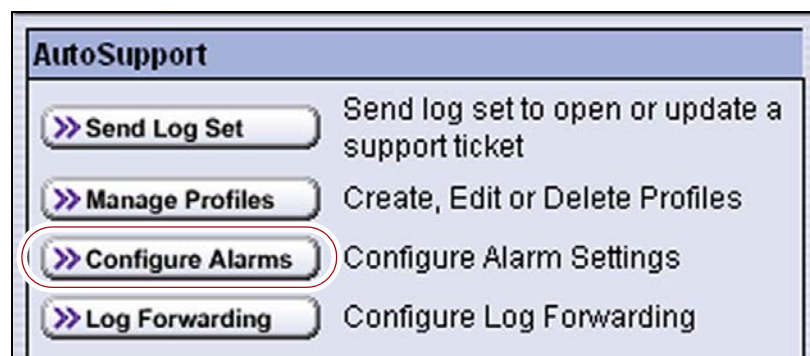 AutoSupport
>> Send Log Set
Send log set to open or update a
support ticket
>> Manage Profiles
Create, Edit or Delete Profiles
>> Configure Alarms
Configure Alarm Settings
>> Log Forwarding
Configure Log Forwarding